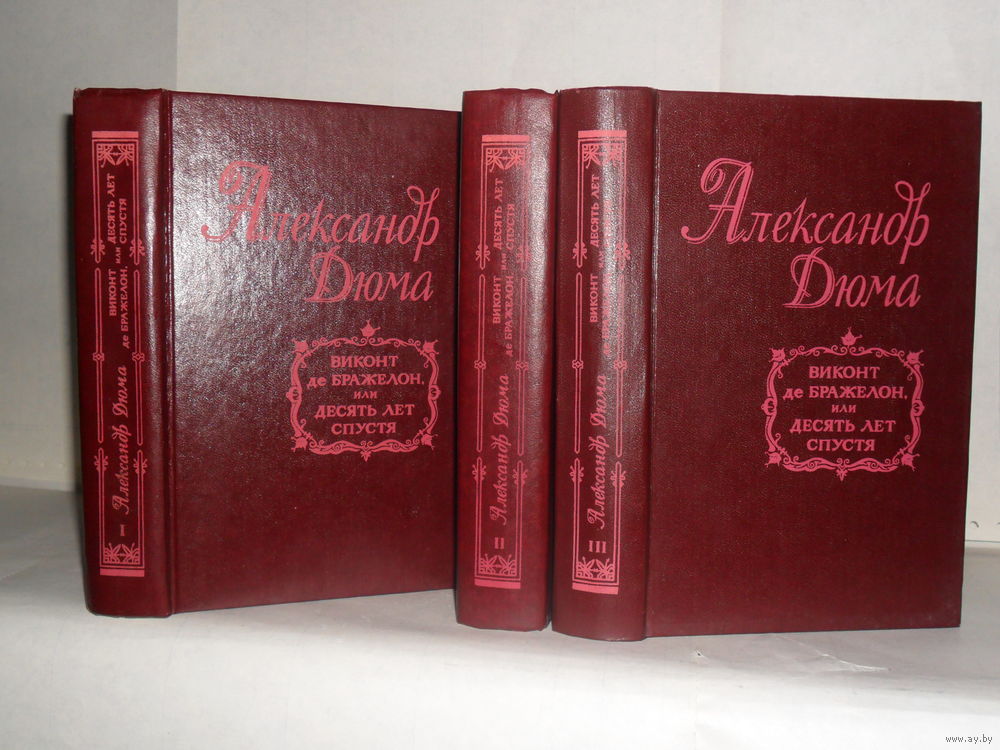 ВИКОНТ
де БРАЖЕЛОН,
или
ДЕСЯТЬ ЛЕТ
СПУСТЯ
Александр Дюма
I
Александр
Дюма
ВИКОНТ
де БРАЖЕЛОН,
или
ДЕСЯТЬ ЛЕТ
СПУСТЯ
ВИКОНТ
де БРАЖЕЛОН,
или
ДЕСЯТЬ ЛЕТ
СПУСТЯ
Александр Дюма
II
ВИКОНТ
де БРАЖЕЛОН,
или
ДЕСЯТЬ ЛЕТ
СПУСТЯ
Александр Дюма
III
Александр
Дюма
ВИКОНТ
де БРАЖЕЛОН,
или
ДЕСЯТЬ ЛЕТ
СПУСТЯ
www.ay.by